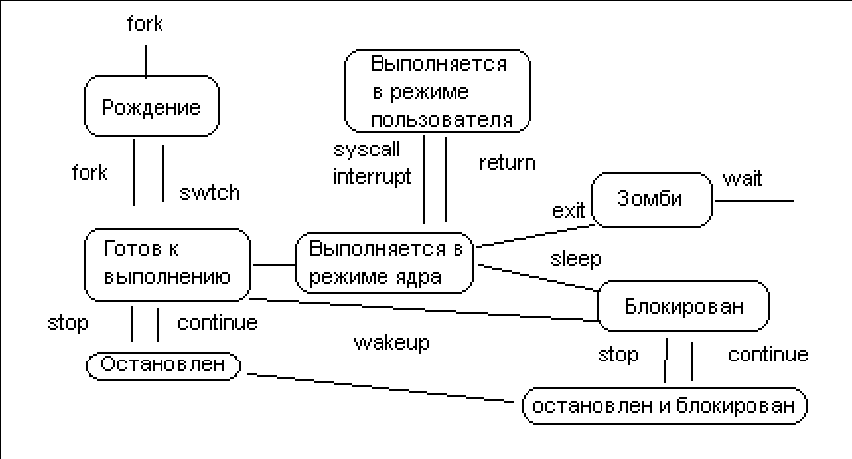 fork
Рождение
fork
swtch
Выполняется
в режиме
пользователя
syscall
interrupt
return
Зомби
wait
exit
sleep
Готов к
выполнению
Выполняется в
режиме ядра
Блокирован
stop
continue
wakeup
stop
continue
Остановлен
остановлен и блокирован